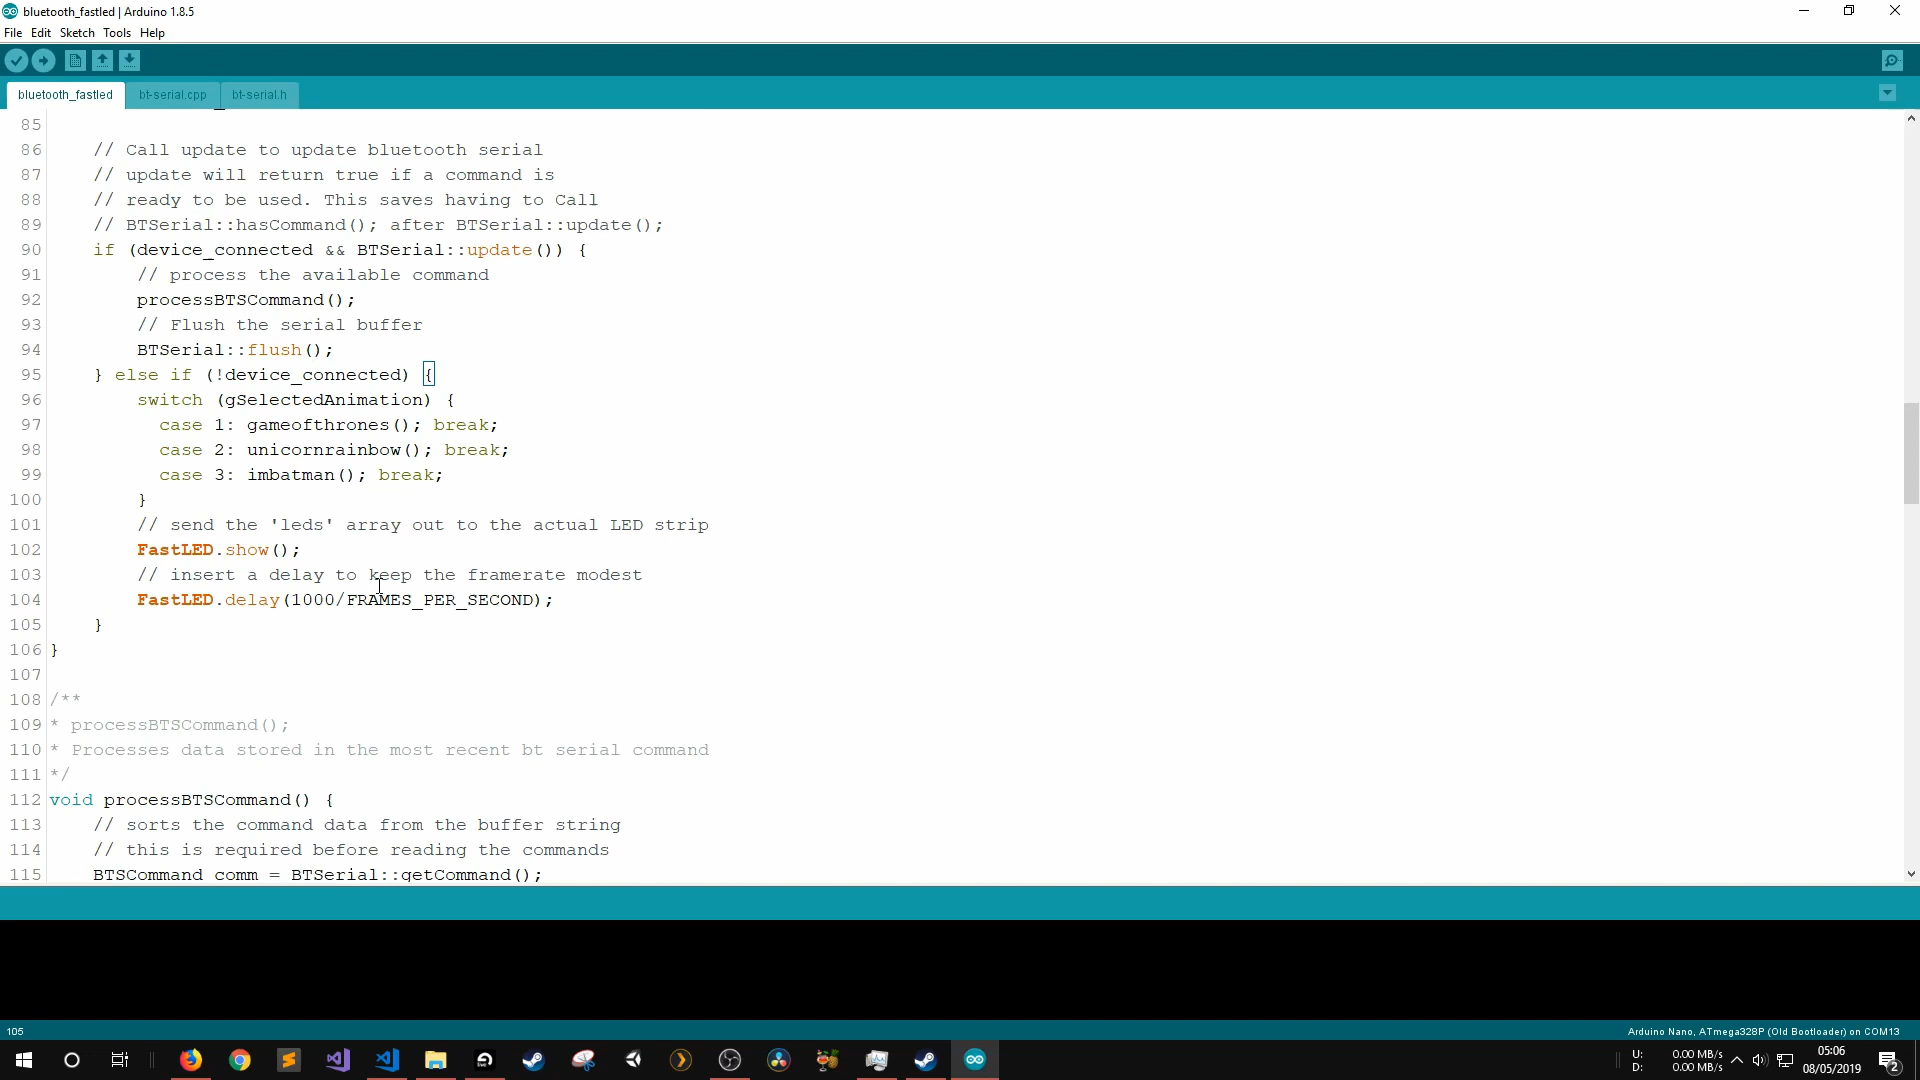 bluetooth_fastled | Arduino 1.8.5
File Edit Sketch Tools Help
bluetooth_fastled bt-serial.cpp bt-serial.h
85
86 // Call update to update bluetooth serial
87 // update will return true if a command is
88 // ready to be used. This saves having to Call
89 // BTSerial::hasCommand(); after BTSerial::update();
90 if (device_connected && BTSerial::update()) {
91 // process the available command
92 processBTSCommand();
93 // Flush the serial buffer
94 BTSerial::flush();
95 } else if (!device_connected) {
96 switch (gSelectedAnimation) {
97 case 1: gameofthrones(); break;
98 case 2: unicornrainbow(); break;
99 case 3: imbatman(); break;
100 }
101 // send the 'leds' array out to the actual LED strip
102 FastLED.show();
103 // insert a delay to keep the framerate modest
104 FastLED.delay(1000/FRAMES_PER_SECOND);
105 }
106 }
107
108 /**
109 * processBTSCommand();
110 * Processes data stored in the most recent bt serial command
111 */
112 void processBTSCommand() {
113 // sorts the command data from the buffer string
114 // this is required before reading the commands
115 BTSCommand comm = BTSerial::getCommand();
105 Arduino Nano, ATmega328P (Old Bootloader) on COM13
U: 0.00 MB/s
D: 0.00 MB/s
05:06
08/05/2019
2